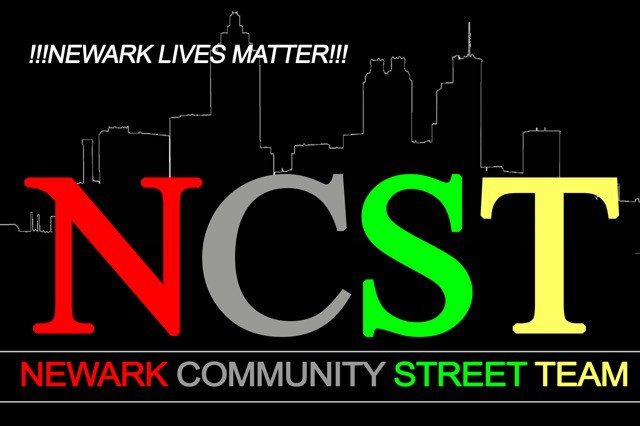 !!!NEWARK LIVES MATTER!!!
NCST
NEWARK COMMUNITY STREET TEAM